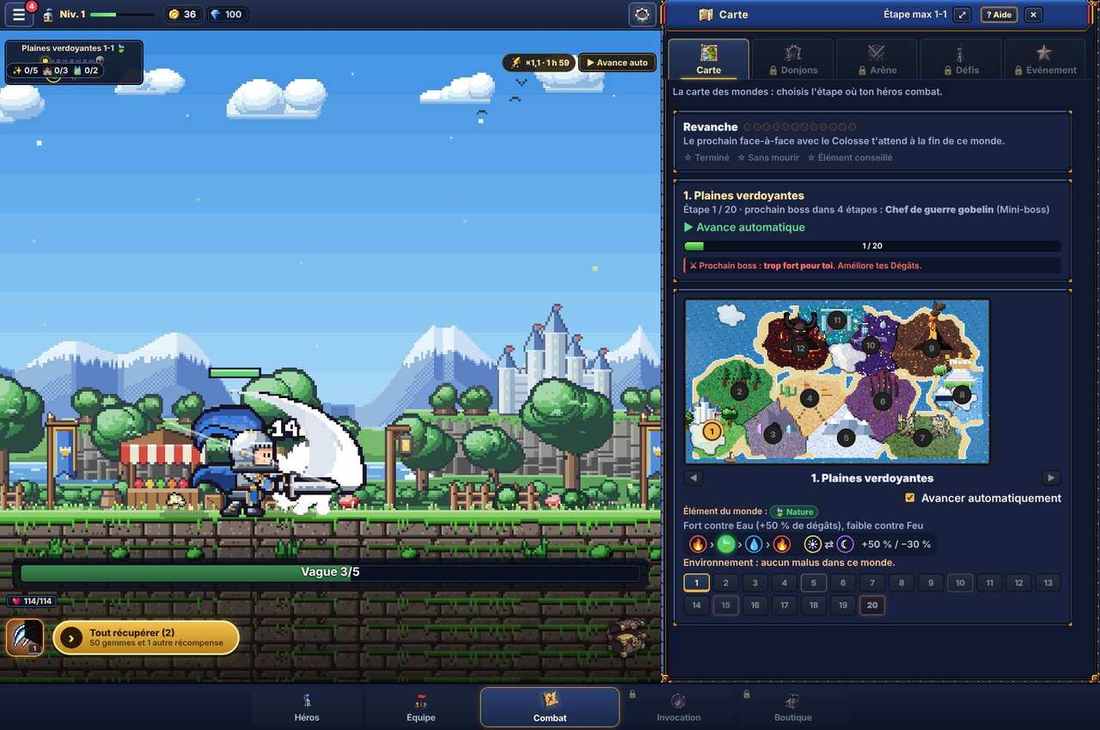 4
Niv. 1
36
100
Plaines verdoyantes 1-1
0/5 0/3 0/2
×1,1 · 1 h 59
Avance auto
14
Vague 3/5
114/114
1
Tout récupérer (2)
50 gemmes et 1 autre récompense
Carte
Étape max 1-1
? Aide
Carte
Donjons
Arène
Défis
Événement
La carte des mondes : choisis l'étape où ton héros combat.
Revanche
Le prochain face-à-face avec le Colosse t'attend à la fin de ce monde.
☆ Terminé ☆ Sans mourir ☆ Élément conseillé
1. Plaines verdoyantes
Étape 1 / 20 · prochain boss dans 4 étapes : Chef de guerre gobelin (Mini-boss)
Avance automatique
1 / 20
Prochain boss : trop fort pour toi. Améliore tes Dégâts.
11
12
10
9
2
4
6
8
1
3
5
7
1. Plaines verdoyantes
Avancer automatiquement
Élément du monde : Nature
Fort contre Eau (+50 % de dégâts), faible contre Feu
+50 % / −30 %
Environnement : aucun malus dans ce monde.
1 2 3 4 5 6 7 8 9 10 11 12 13
14 15 16 17 18 19 20
Héros
Équipe
Combat
Invocation
Boutique